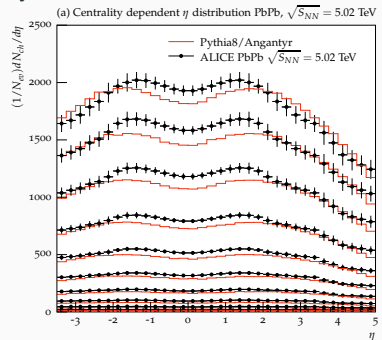 (a) Centrality dependent η distribution PbPb, √S_NN = 5.02 TeV
(1/N_ev) dN_ch/dη
Pythia8/Angantyr
ALICE PbPb √S_NN = 5.02 TeV
2500
2000
1500
1000
500
0
-3 -2 -1 0 1 2 3 4 5
η